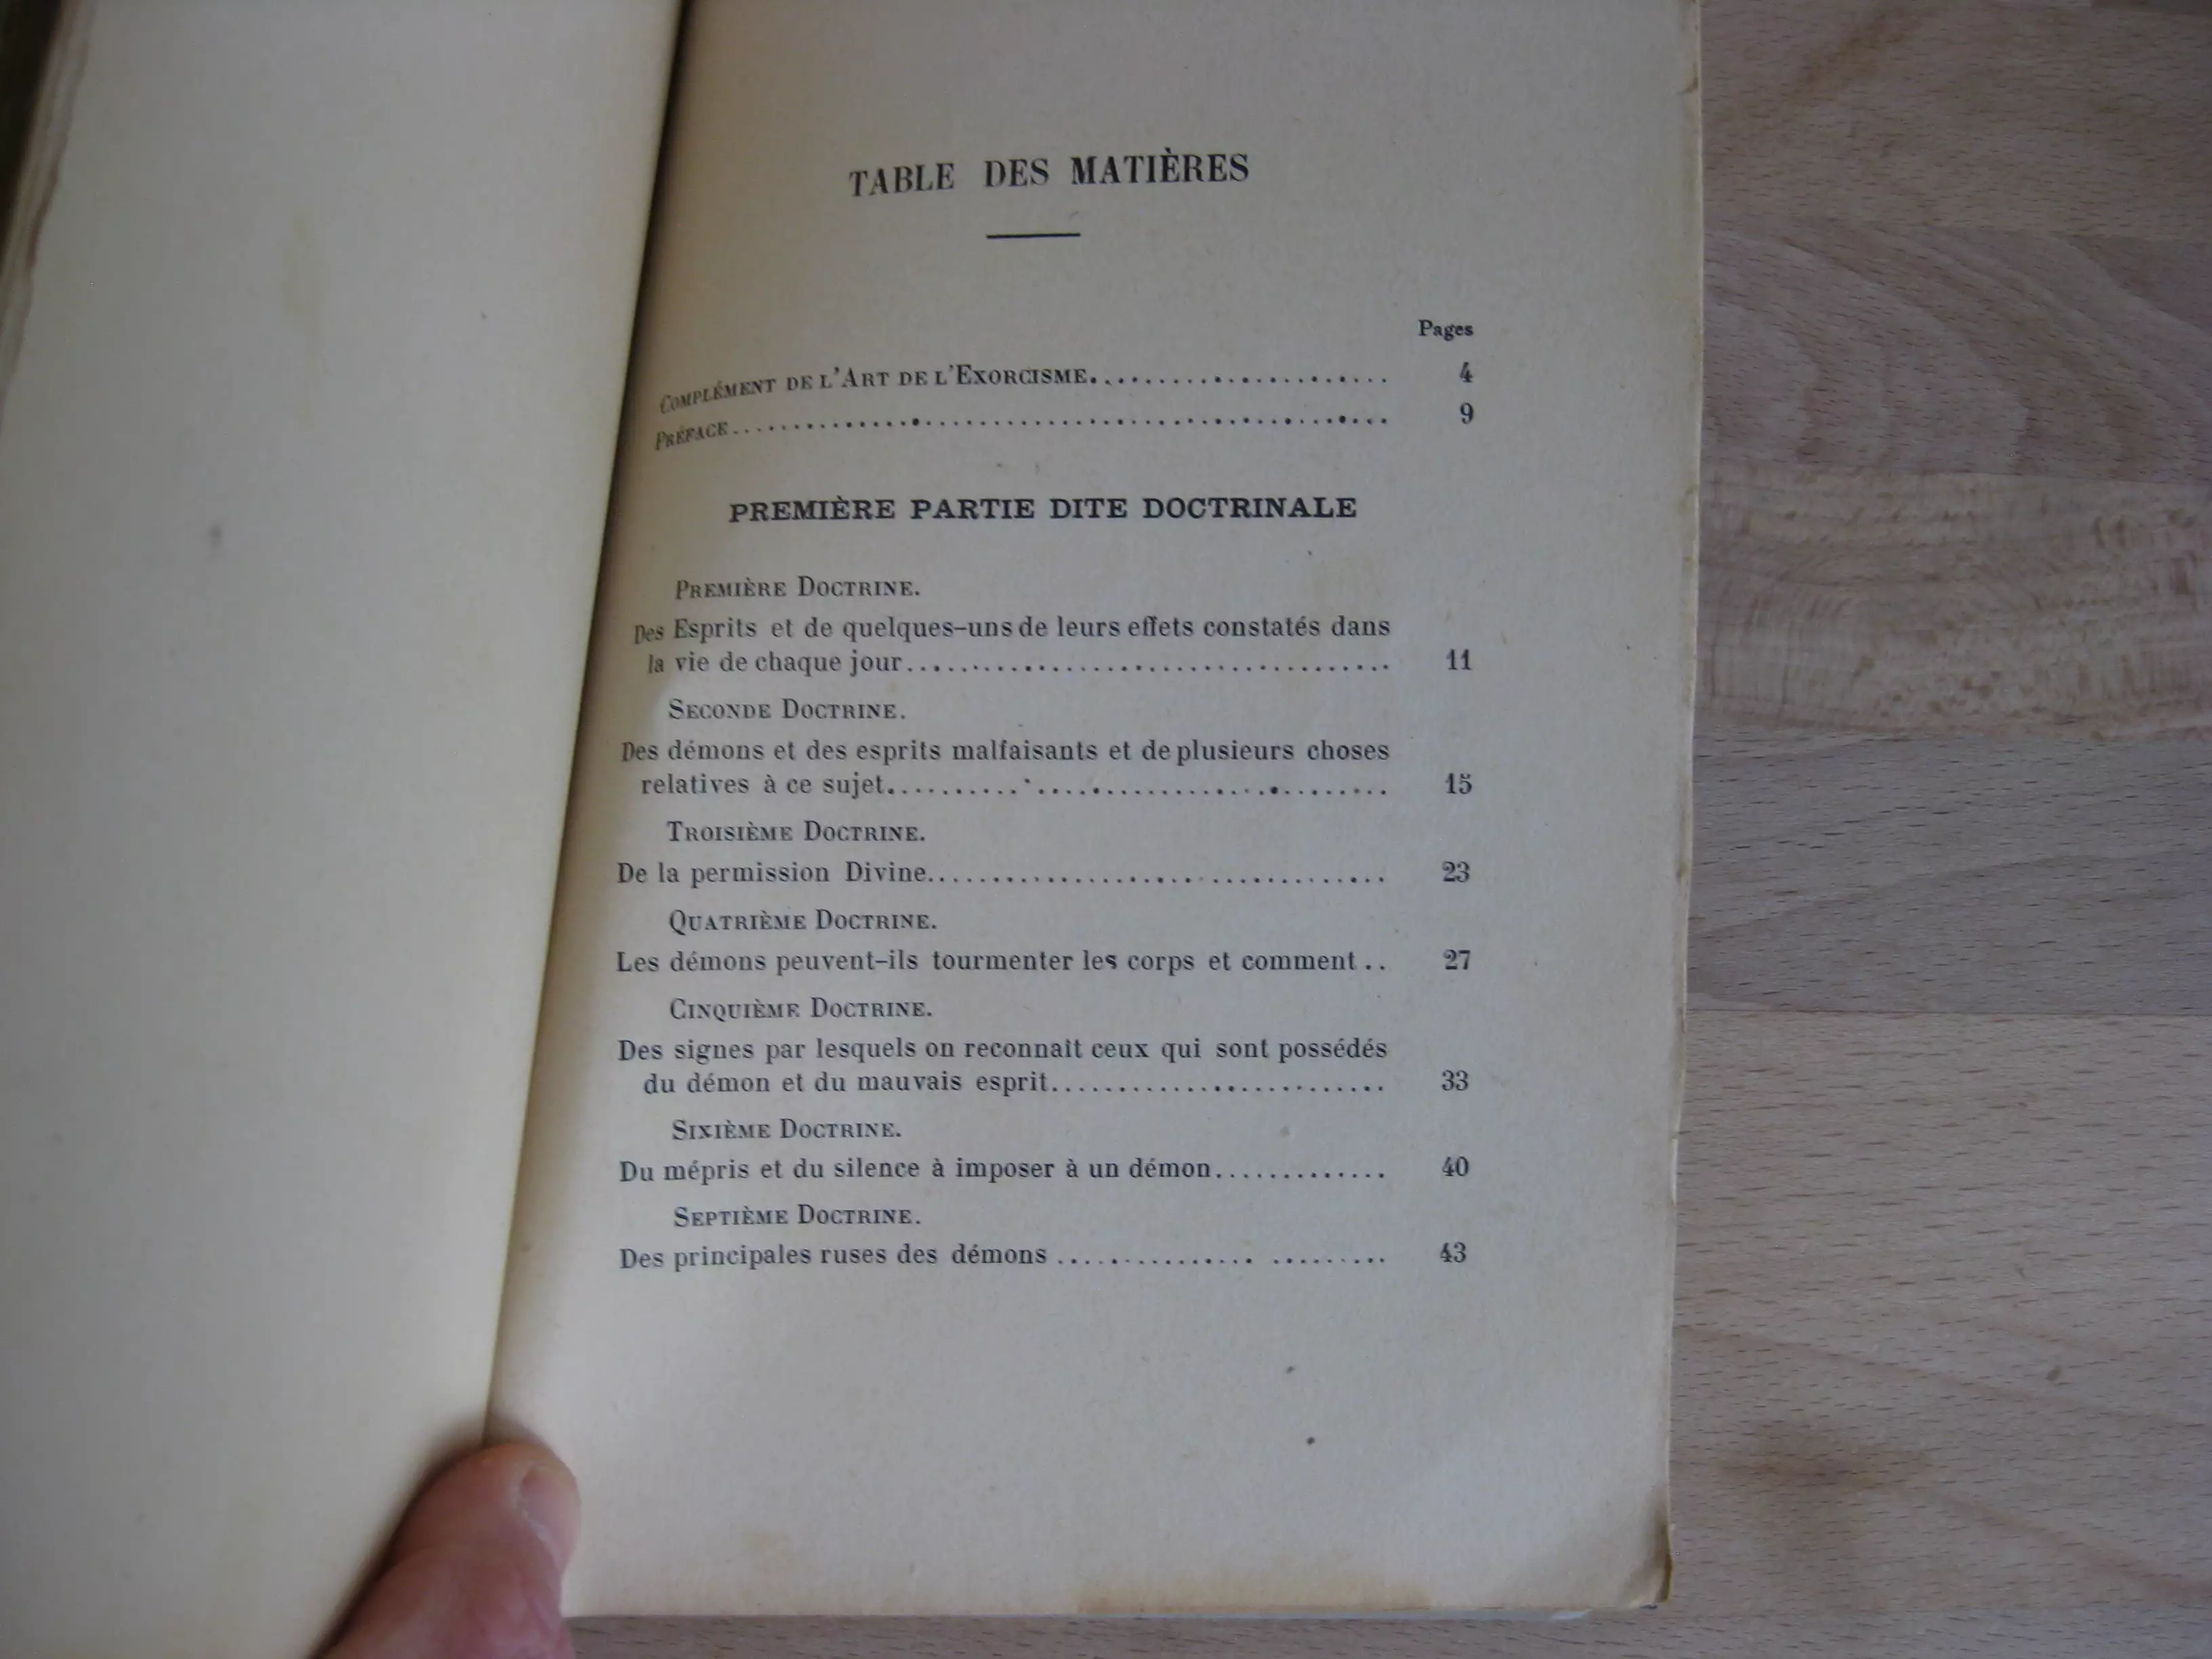 TABLE DES MATIÈRES
Pages
COMPLÉMENT DE L'ART DE L'EXORCISME....................... 4
PRÉFACE........................................ 9
PREMIÈRE PARTIE DITE DOCTRINALE
PREMIÈRE DOCTRINE.
Des Esprits et de quelques-uns de leurs effets constatés dans
la vie de chaque jour.................................... 11
SECONDE DOCTRINE.
Des démons et des esprits malfaisants et de plusieurs choses
relatives à ce sujet..................................... 15
TROISIÈME DOCTRINE.
De la permission Divine.................................. 23
QUATRIÈME DOCTRINE.
Les démons peuvent-ils tourmenter les corps et comment.. 27
CINQUIÈME DOCTRINE.
Des signes par lesquels on reconnaît ceux qui sont possédés
du démon et du mauvais esprit......................... 33
SIXIÈME DOCTRINE.
Du mépris et du silence à imposer à un démon............. 40
SEPTIÈME DOCTRINE.
Des principales ruses des démons ............... ......... 43